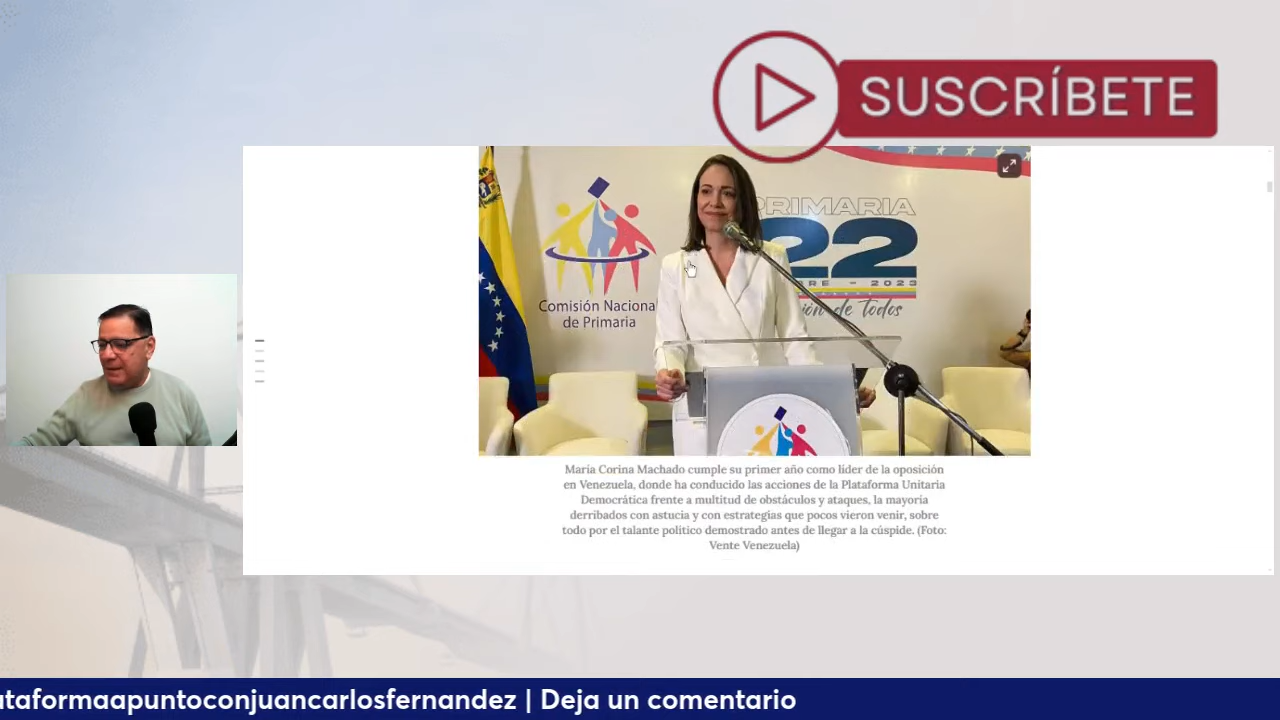 SUSCRÍBETE
PRIMARIA
22
BRE - 2023
ión de Todos
Comisión Nacional
de Primaria
María Corina Machado cumple su primer año como líder de la oposición
en Venezuela, donde ha conducido las acciones de la Plataforma Unitaria
Democrática frente a multitud de obstáculos y ataques, la mayoría
derribados con astucia y con estrategias que pocos vieron venir, sobre
todo por el talante político demostrado antes de llegar a la cúspide. (Foto:
Vente Venezuela)
ataformaapuntoconjuancarlosfernandez | Deja un comentario